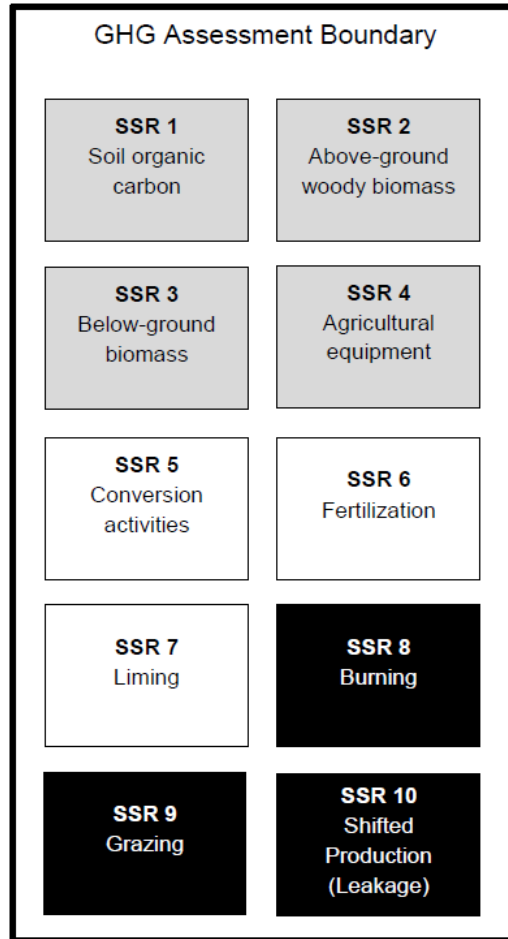 GHG Assessment Boundary
SSR 1
Soil organic
carbon
SSR 2
Above-ground
woody biomass
SSR 3
Below-ground
biomass
SSR 4
Agricultural
equipment
SSR 5
Conversion
activities
SSR 6
Fertilization
SSR 7
Liming
SSR 8
Burning
SSR 9
Grazing
SSR 10
Shifted
Production
(Leakage)